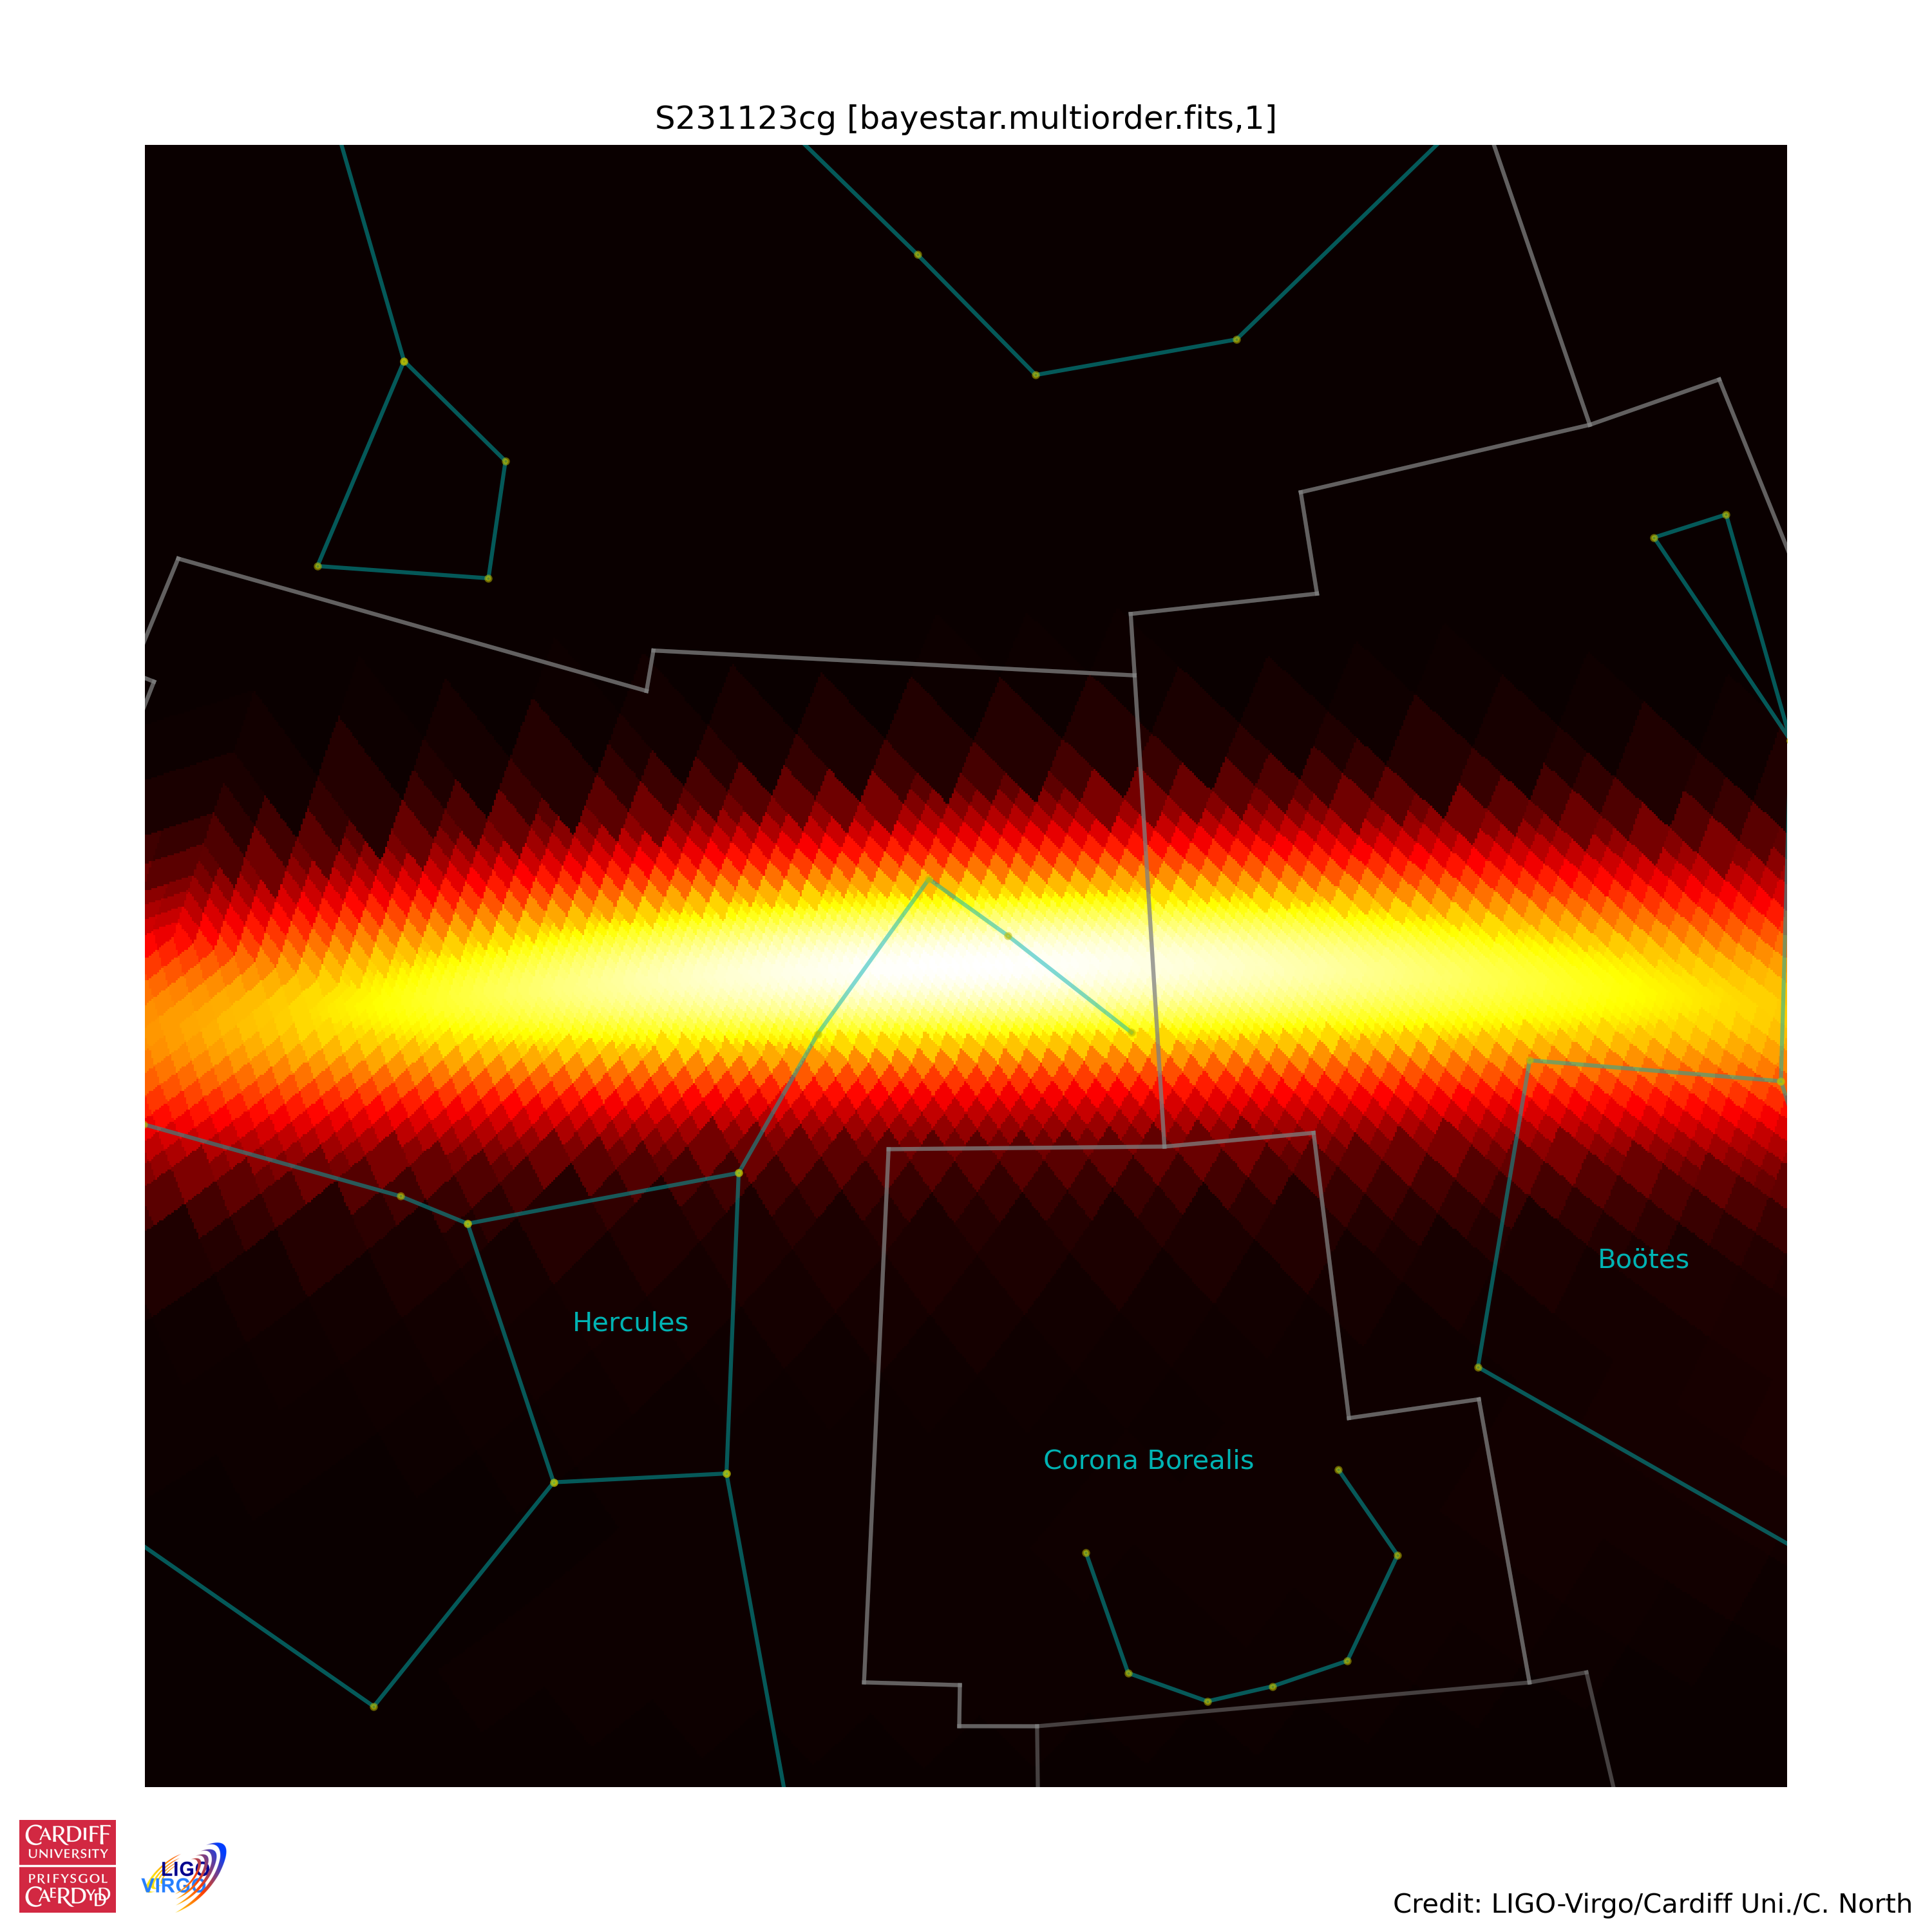 S231123cg [bayestar.multiorder.fits,1]
Boötes
Hercules
Corona Borealis
CARDIFF
UNIVERSITY
PRIFYSGOL
CAERDYDD
LIGO
VIRGO
Credit: LIGO-Virgo/Cardiff Uni./C. North